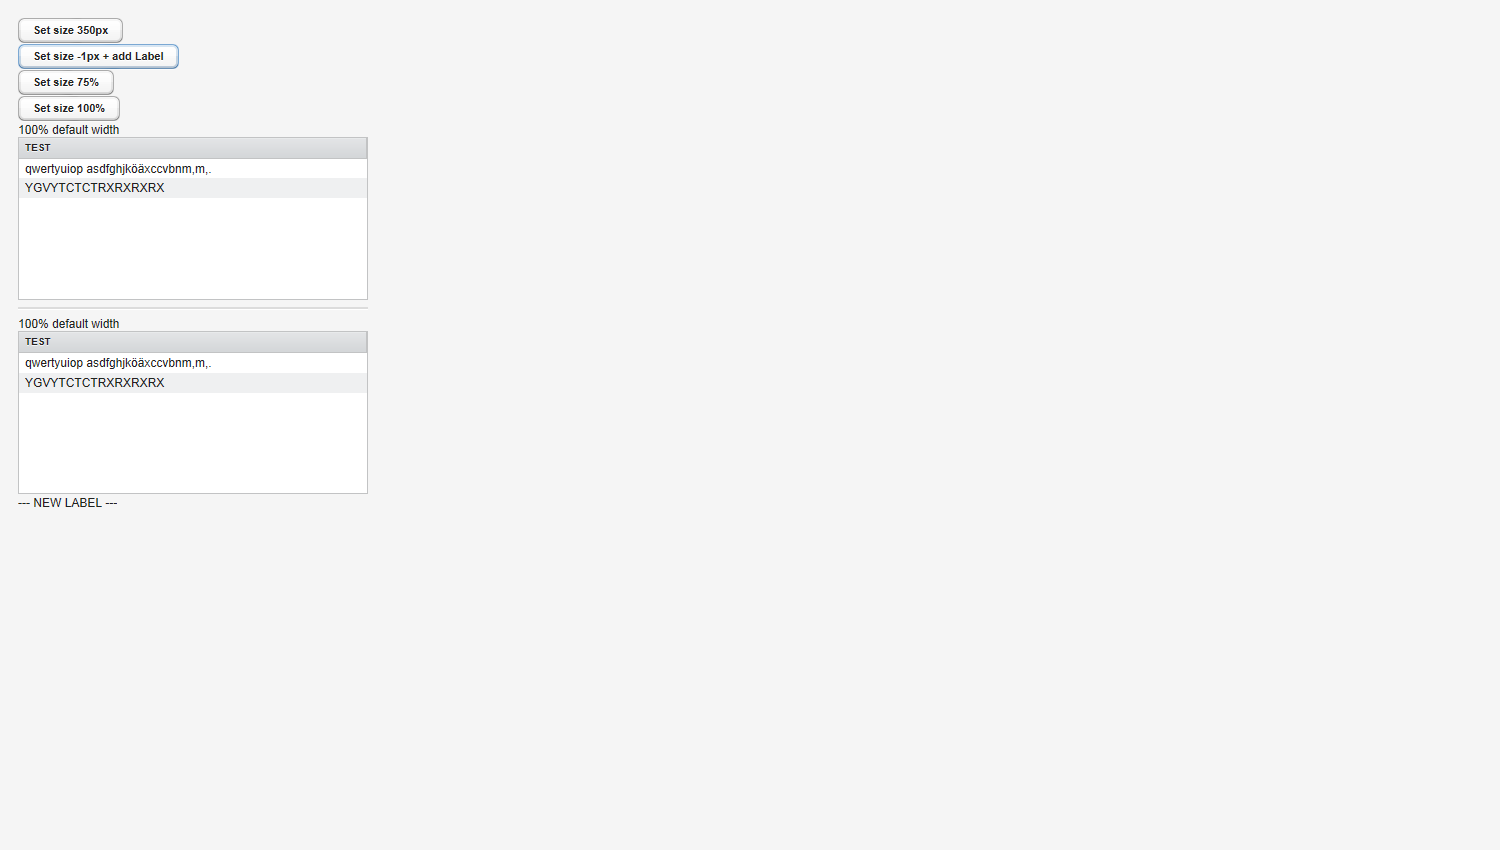 Set size 350px
Set size -1px + add Label
Set size 75%
Set size 100%
100% default width
TEST
qwertyuiop asdfghjköäxccvbnm,m,.
YGVYTCTCTRXRXRXRX
100% default width
TEST
qwertyuiop asdfghjköäxccvbnm,m,.
YGVYTCTCTRXRXRXRX
--- NEW LABEL ---